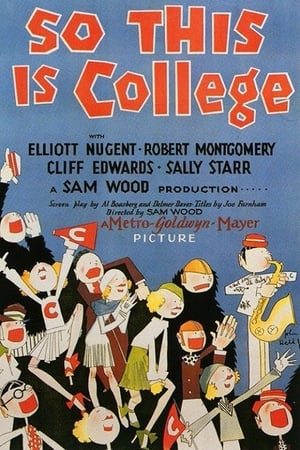 SO THIS
IS COLLEGE
WITH
ELLIOTT NUGENT · ROBERT MONTGOMERY
CLIFF EDWARDS · SALLY STARR
A SAM WOOD PRODUCTION.....
Screen play by Al Boasberg and Delmer Daves · Titles by Joe Farnham
Directed by SAM WOOD
A Metro-Goldwyn-Mayer
PICTURE
C
C
C
C